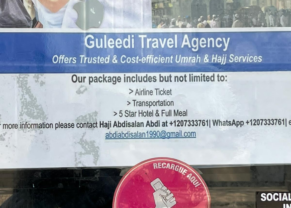 Guleedi Travel Agency
Offers Trusted & Cost-efficient Umrah & Hajj Services
Our package includes but not limited to:
> Airline Ticket
> Transportation
> 5 Star Hotel & Full Meal
r more information please contact Haji Abdisalan Abdi at +1207333761| WhatsApp +1207333761| e
abdiabdisalan1990@gmail.com
RECARGUE AQUI
SOCIAL
IN